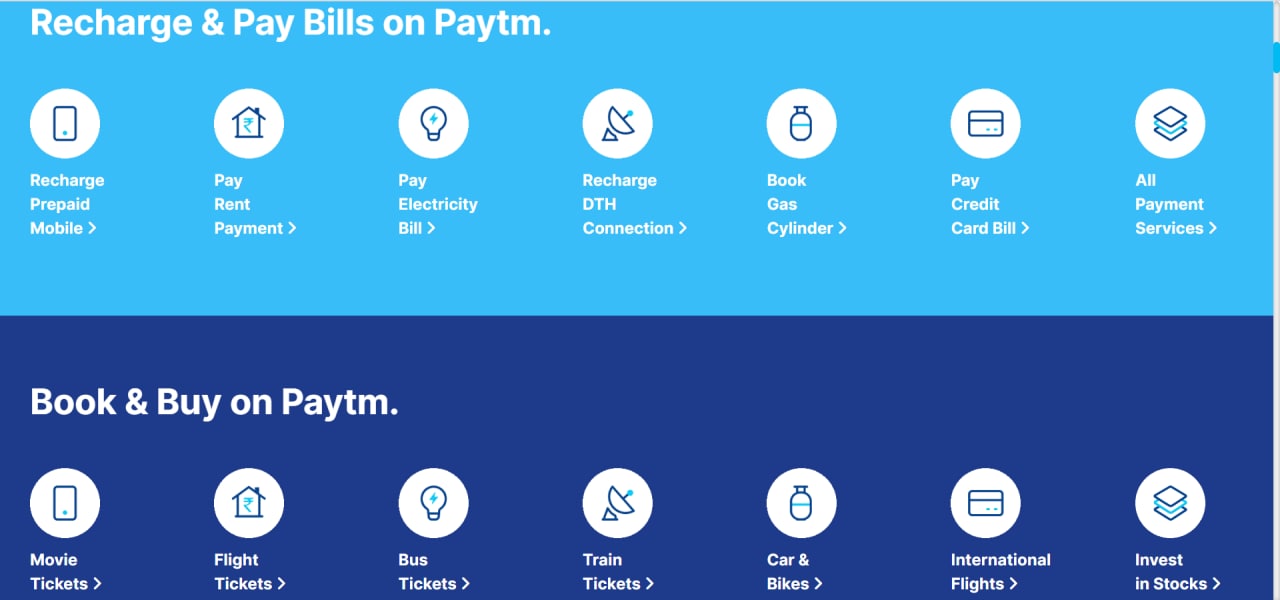 Recharge & Pay Bills on Paytm.
Recharge
Prepaid
Mobile >
Pay
Rent
Payment >
Pay
Electricity
Bill >
Recharge
DTH
Connection >
Book
Gas
Cylinder >
Pay
Credit
Card Bill >
All
Payment
Services >
Book & Buy on Paytm.
Movie
Tickets >
Flight
Tickets >
Bus
Tickets >
Train
Tickets >
Car &
Bikes >
International
Flights >
Invest
in Stocks >